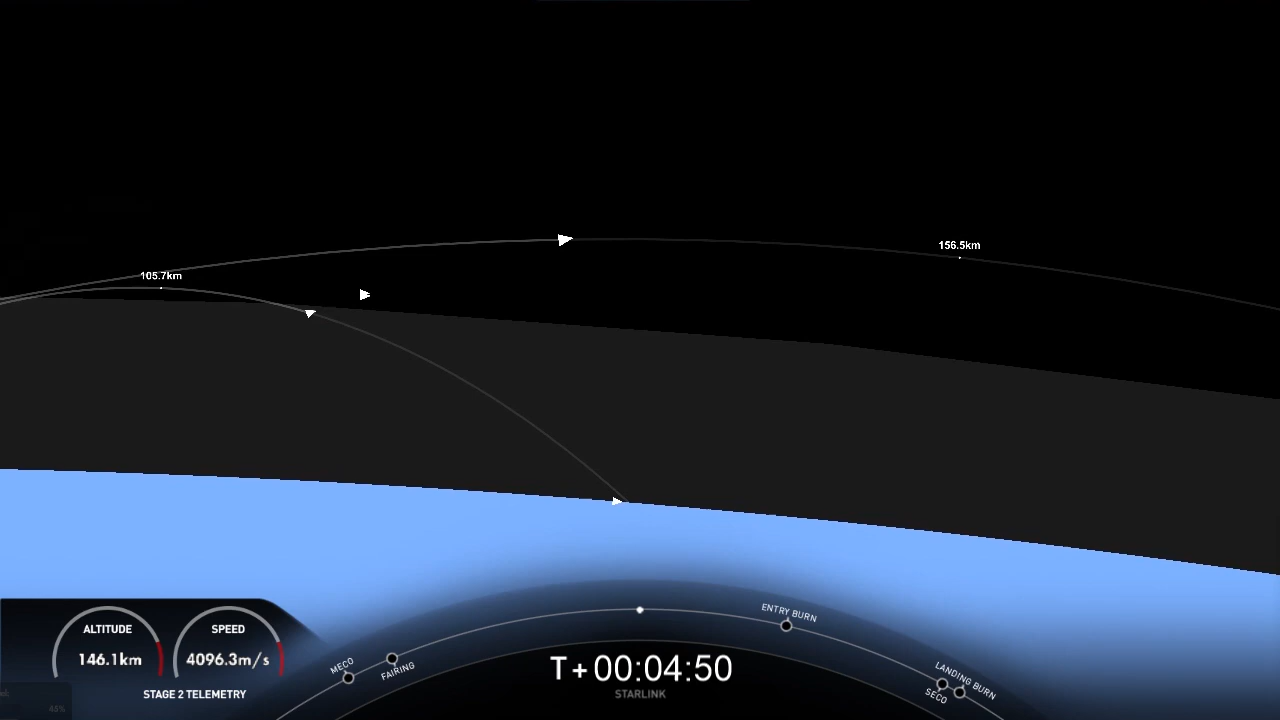 156.5km
105.7km
ENTRY BURN
ALTITUDE
SPEED
146.1km
4096.3m/s
STAGE 2 TELEMETRY
MECO
FAIRING
T+00:04:50
STARLINK
LANDING BURN
SECO
46%